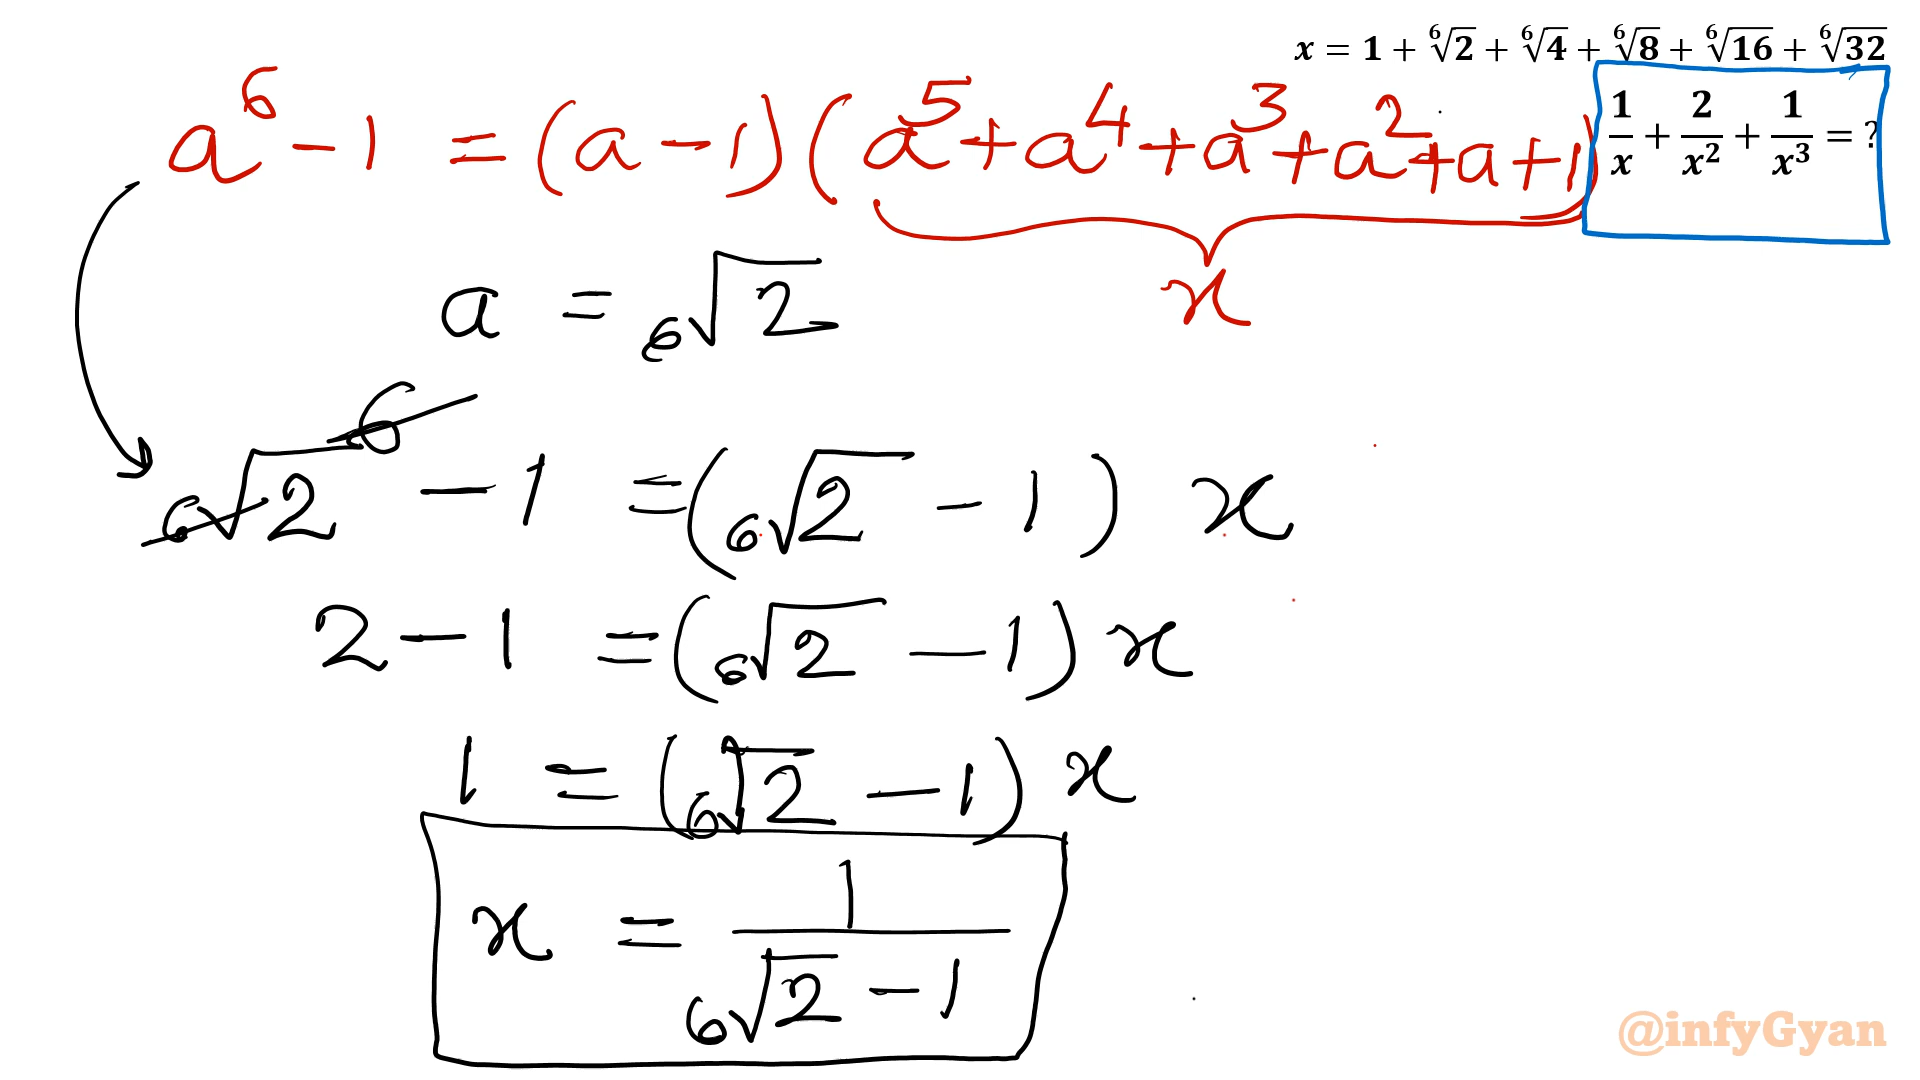 x = 1 + ⁶√2 + ⁶√4 + ⁶√8 + ⁶√16 + ⁶√32
1/x + 2/x² + 1/x³ = ?
a⁶ - 1 = (a - 1)(a⁵ + a⁴ + a³ + a² + a + 1)
x
a = ⁶√2
⁶√2⁶ - 1 = (⁶√2 - 1) x
2 - 1 = (⁶√2 - 1) x
1 = (⁶√2 - 1) x
x = 1/(⁶√2 - 1)
@infyGyan